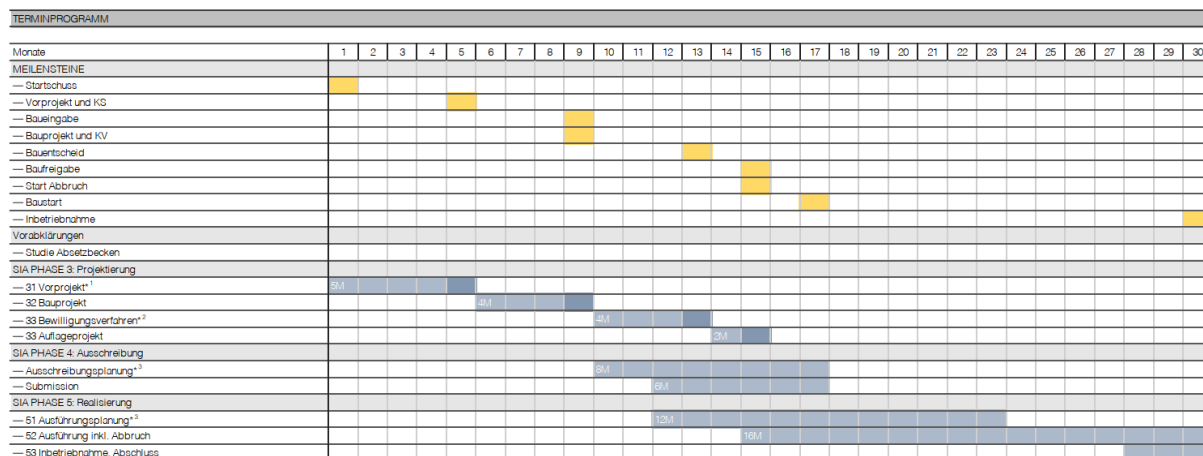 TERMINPROGRAMM
Monate 1 2 3 4 5 6 7 8 9 10 11 12 13 14 15 16 17 18 19 20 21 22 23 24 25 26 27 28 29 30
MEILENSTEINE
— Startschuss
— Vorprojekt und KS
— Baueingabe
— Bauprojekt und KV
— Bauentscheid
— Baufreigabe
— Start Abbruch
— Baustart
— Inbetriebnahme
Vorabklärungen
— Studie Absetzbecken
SIA PHASE 3: Projektierung
— 31 Vorprojekt*1 5M
— 32 Bauprojekt 4M
— 33 Bewilligungsverfahren*2 4M
— 33 Auflageprojekt 2M
SIA PHASE 4: Ausschreibung
— Ausschreibungsplanung*3 8M
— Submission 6M
SIA PHASE 5: Realisierung
— 51 Ausführungsplanung*3 12M
— 52 Ausführung inkl. Abbruch 16M
— 53 Inbetriebnahme, Abschluss